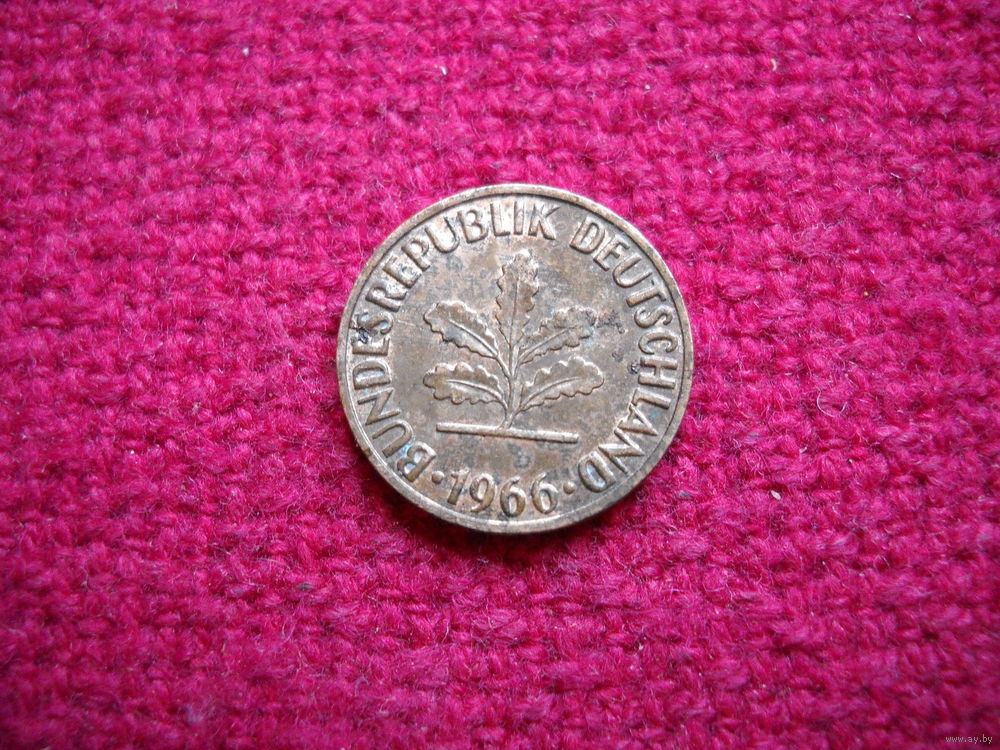 BUNDESREPUBLIK DEUTSCHLAND
· 1966 ·
www.ay.by